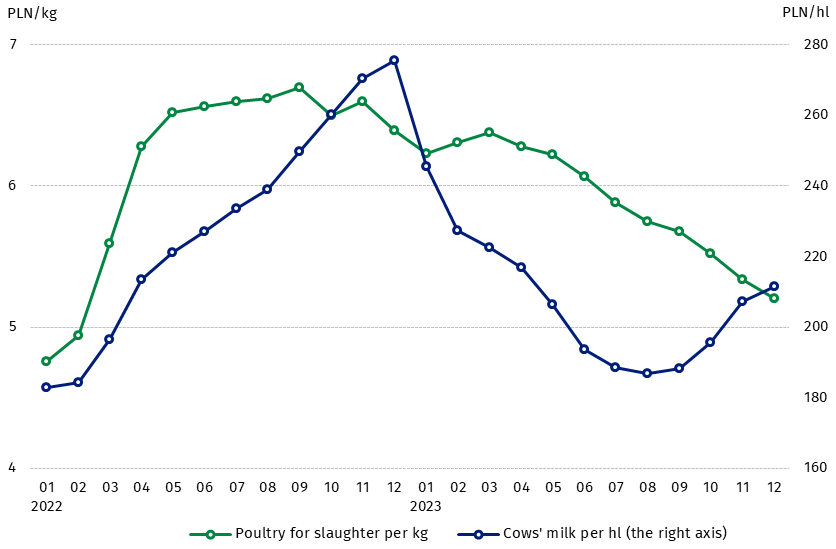 PLN/kg PLN/hl
7 280
260
6 240
220
5 200
180
4 160
01 02 03 04 05 06 07 08 09 10 11 12 01 02 03 04 05 06 07 08 09 10 11 12
2022 2023
Poultry for slaughter per kg Cows' milk per hl (the right axis)